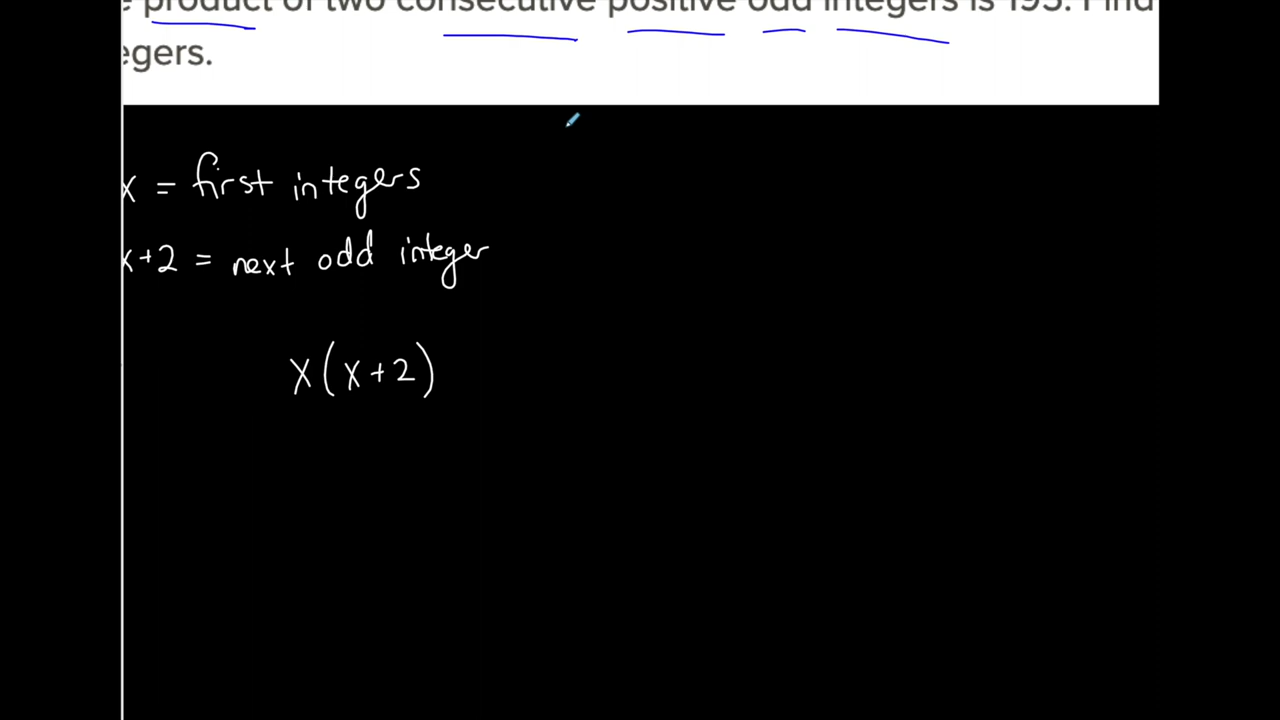 product of two consecutive positive odd integers is 195. Find
egers.
x = first integers
x+2 = next odd integer
x(x+2)